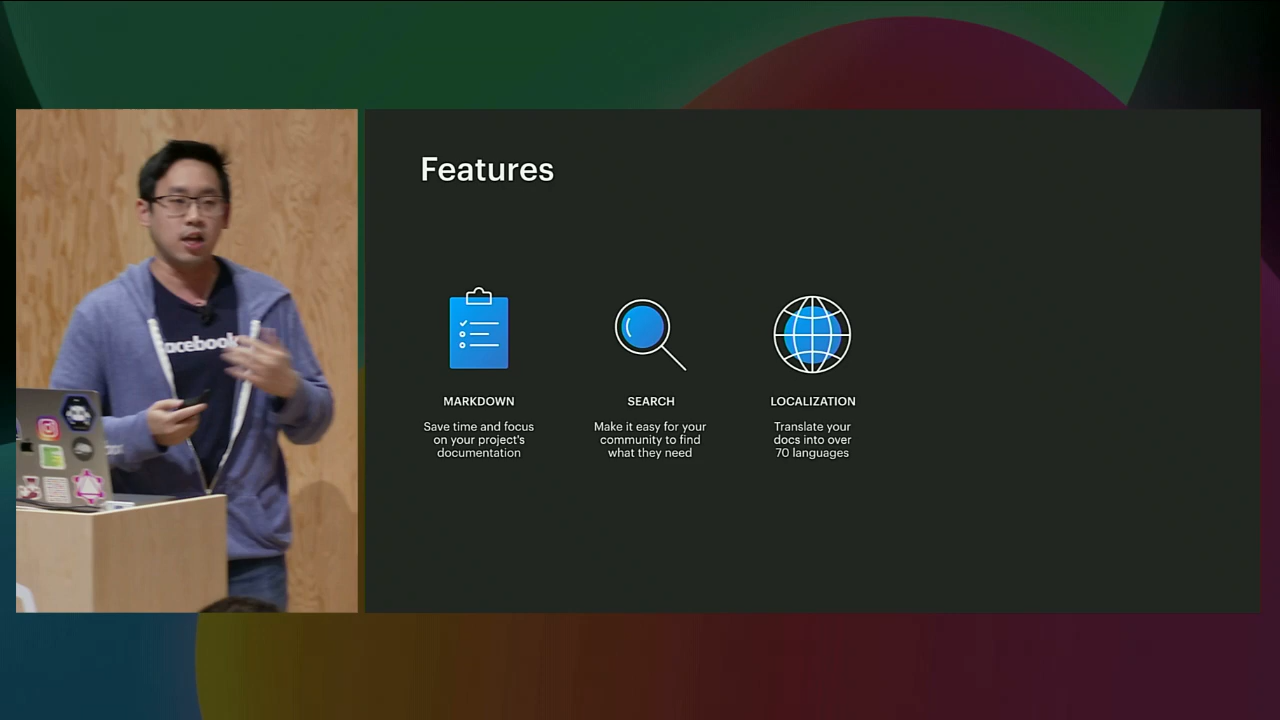 Features
MARKDOWN
Save time and focus
on your project's
documentation
SEARCH
Make it easy for your
community to find
what they need
LOCALIZATION
Translate your
docs into over
70 languages
acebook